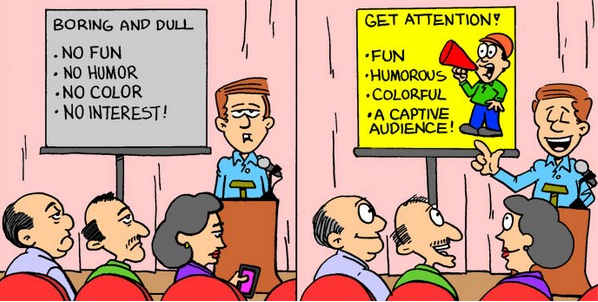 BORING AND DULL
• NO FUN
• NO HUMOR
• NO COLOR
• NO INTEREST!
GET ATTENTION!
• FUN
• HUMOROUS
• COLORFUL
• A CAPTIVE
AUDIENCE!